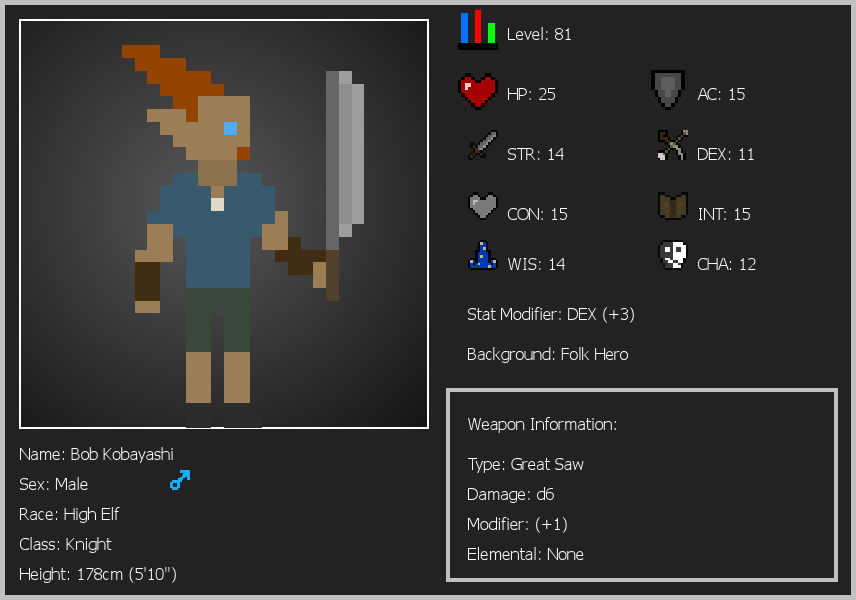 Level: 81
HP: 25
AC: 15
STR: 14
DEX: 11
CON: 15
INT: 15
WIS: 14
CHA: 12
Stat Modifier: DEX (+3)
Background: Folk Hero
Weapon Information:
Type: Great Saw
Damage: d6
Modifier: (+1)
Elemental: None
Name: Bob Kobayashi
Sex: Male
Race: High Elf
Class: Knight
Height: 178cm (5'10")